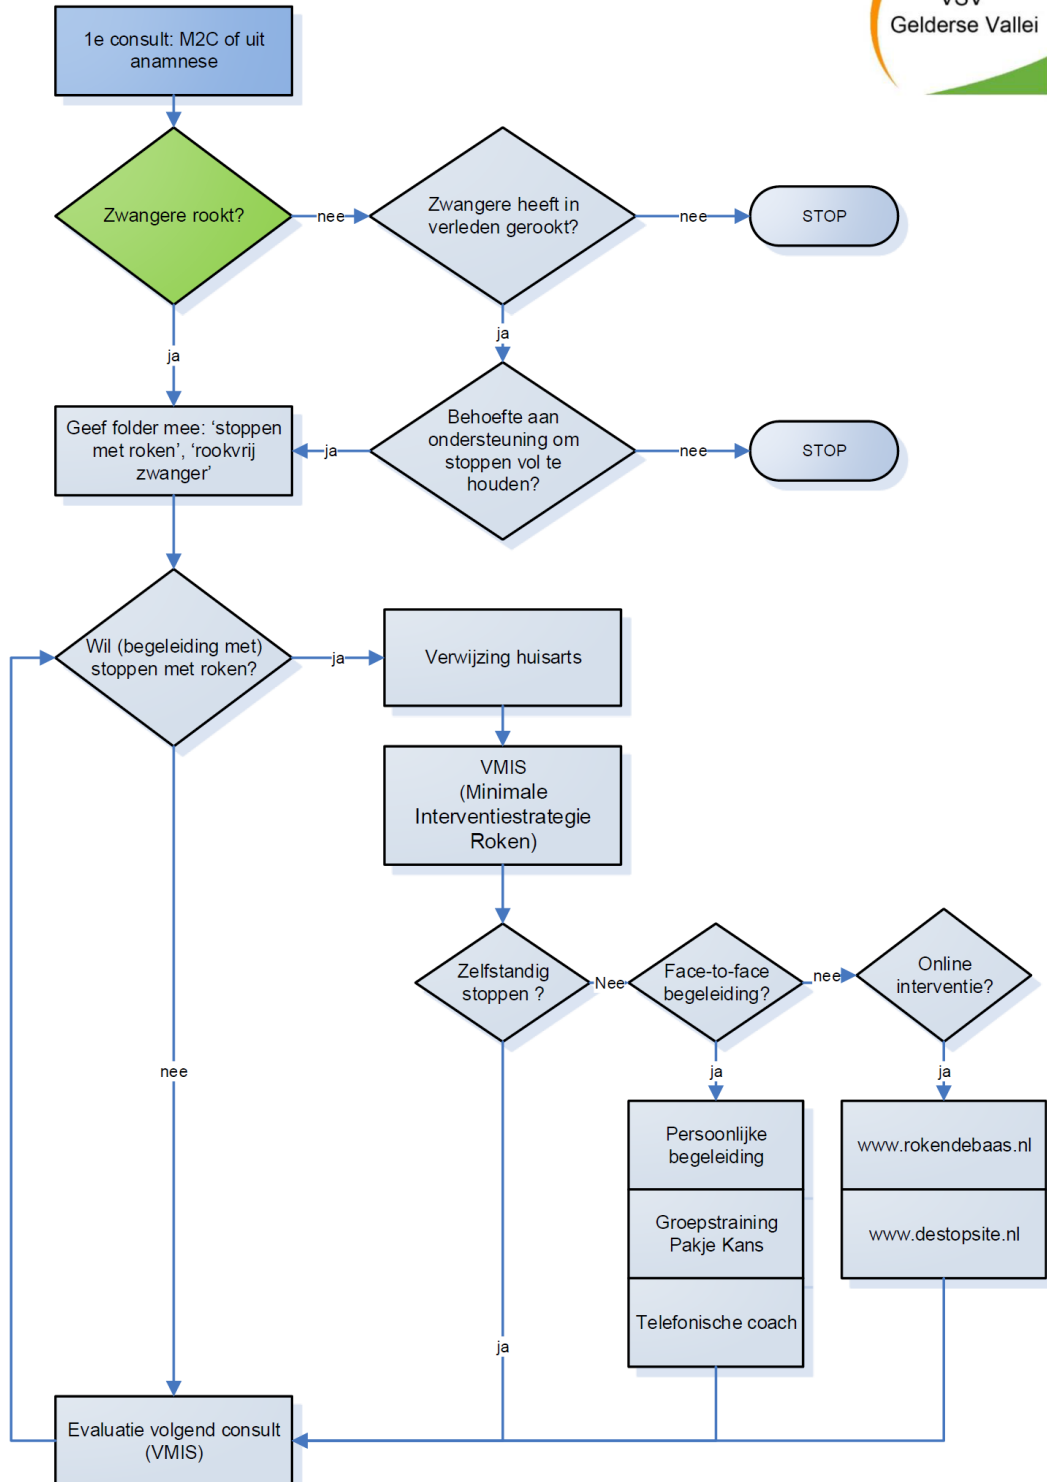 VSV
Gelderse Vallei
1e consult: M2C of uit
anamnese
Zwangere rookt?
nee
Zwangere heeft in
verleden gerookt?
nee
STOP
ja
ja
Geef folder mee: ‘stoppen
met roken’, ‘rookvrij
zwanger’
ja
Behoefte aan
ondersteuning om
stoppen vol te
houden?
nee
STOP
Wil (begeleiding met)
stoppen met roken?
ja
Verwijzing huisarts
VMIS
(Minimale
Interventiestrategie
Roken)
Zelfstandig
stoppen ?
Nee
Face-to-face
begeleiding?
nee
Online
interventie?
nee
ja
ja
Persoonlijke
begeleiding
Groepstraining
Pakje Kans
Telefonische coach
www.rokendebaas.nl
www.destopsite.nl
ja
Evaluatie volgend consult
(VMIS)